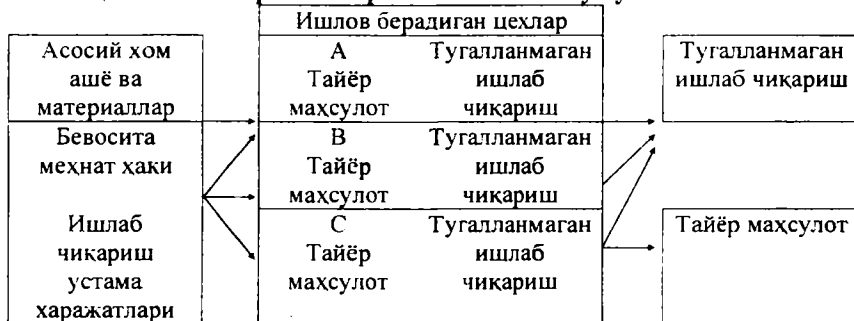 Ишлов берадиган цехлар
Асосий хом
ашё ва
материаллар
Бевосита
меҳнат ҳаки
Ишлаб
чиқариш
устама
харажатлари
А Тугалланмаган
Тайёр ишлаб
маҳсулот чиқариш
В Тугалланмаган
Тайёр ишлаб
маҳсулот чиқариш
С Тугалланмаган
Тайёр ишлаб
маҳсулот чиқариш
Тугалланмаган
ишлаб чиқариш
Тайёр маҳсулот